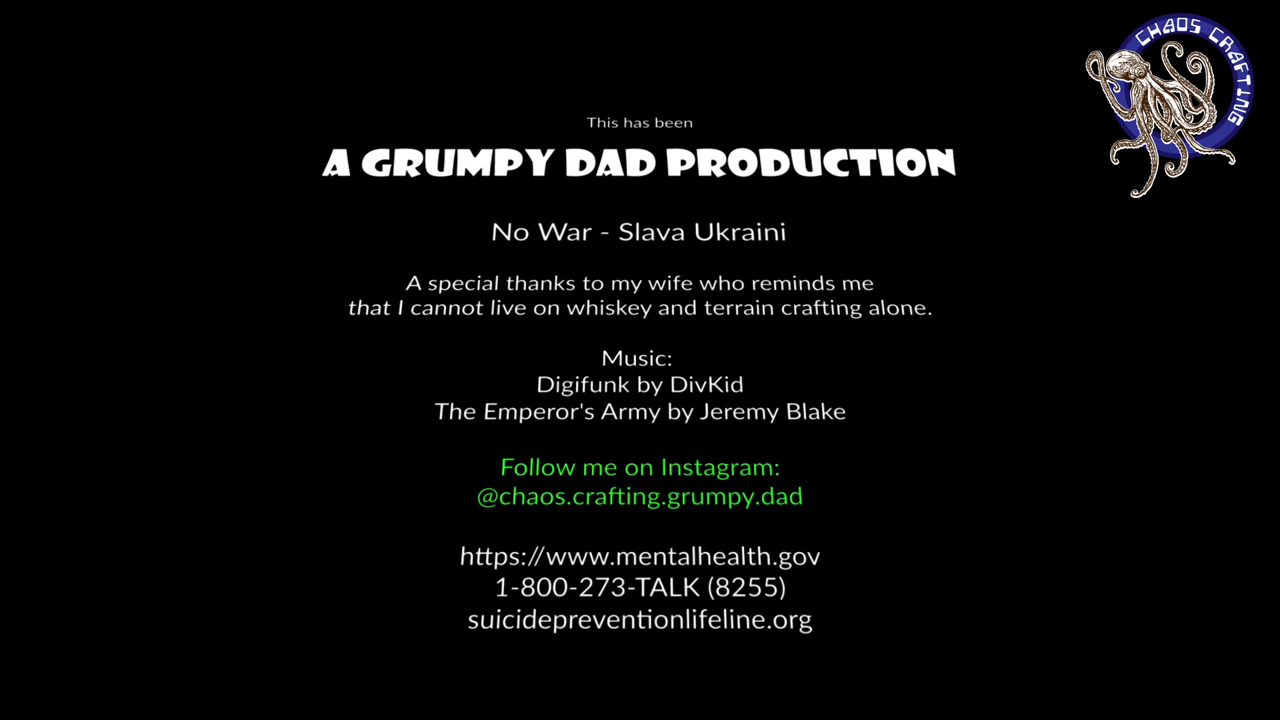 CHAOS CRAFTING
This has been
A GRUMPY DAD PRODUCTION
No War - Slava Ukraini
A special thanks to my wife who reminds me
that I cannot live on whiskey and terrain crafting alone.
Music:
Digifunk by DivKid
The Emperor's Army by Jeremy Blake
Follow me on Instagram:
@chaos.crafting.grumpy.dad
https://www.mentalhealth.gov
1-800-273-TALK (8255)
suicidepreventionlifeline.org